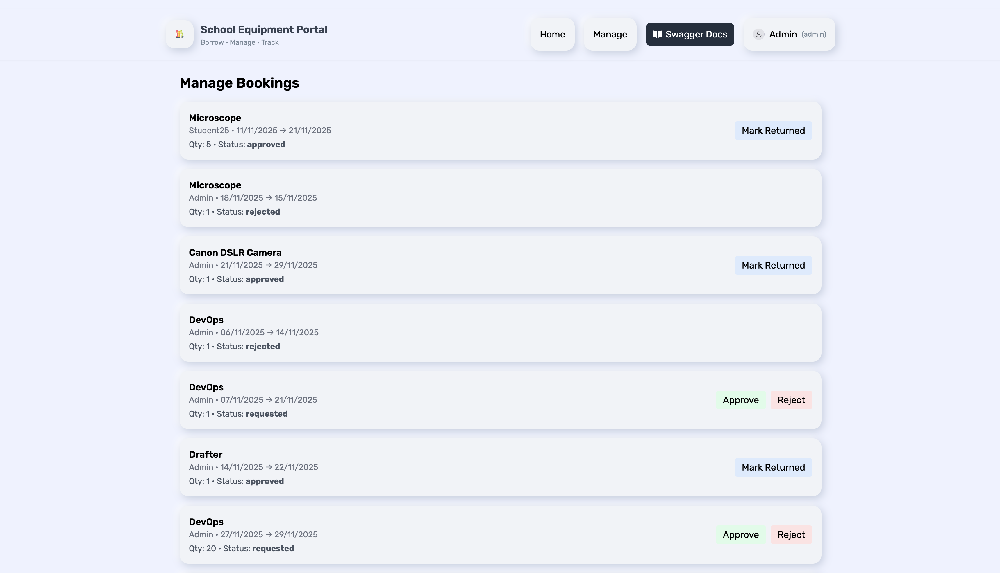 School Equipment Portal
Borrow • Manage • Track
Home
Manage
Swagger Docs
Admin (admin)
Manage Bookings
Microscope
Student25 • 11/11/2025 → 21/11/2025
Qty: 5 • Status: approved
Mark Returned
Microscope
Admin • 18/11/2025 → 15/11/2025
Qty: 1 • Status: rejected
Canon DSLR Camera
Admin • 21/11/2025 → 29/11/2025
Qty: 1 • Status: approved
Mark Returned
DevOps
Admin • 06/11/2025 → 14/11/2025
Qty: 1 • Status: rejected
DevOps
Admin • 07/11/2025 → 21/11/2025
Qty: 1 • Status: requested
Approve
Reject
Drafter
Admin • 14/11/2025 → 22/11/2025
Qty: 1 • Status: approved
Mark Returned
DevOps
Admin • 27/11/2025 → 29/11/2025
Qty: 20 • Status: requested
Approve
Reject